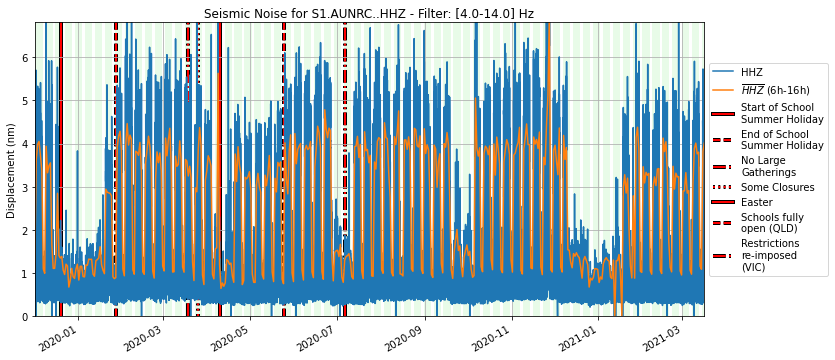 Seismic Noise for S1.AUNRC..HHZ - Filter: [4.0-14.0] Hz
Displacement (nm)
6
5
4
3
2
1
0
2020-01
2020-03
2020-05
2020-07
2020-09
2020-11
2021-01
2021-03
HHZ
HHZ (6h-16h)
Start of School
Summer Holiday
End of School
Summer Holiday
No Large
Gatherings
Some Closures
Easter
Schools fully
open (QLD)
Restrictions
re-imposed
(VIC)